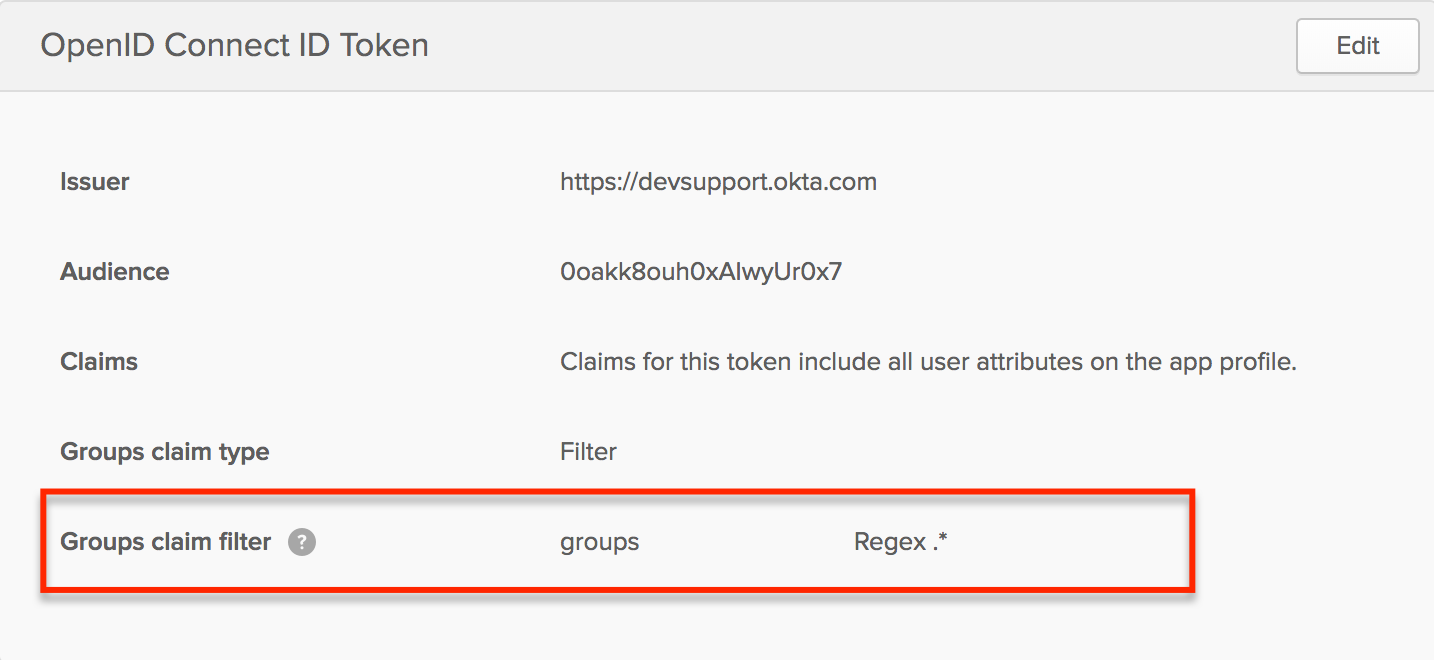 OpenID Connect ID Token
Edit
Issuer https://devsupport.okta.com
Audience 0oakk8ouh0xAlwyUr0x7
Claims Claims for this token include all user attributes on the app profile.
Groups claim type Filter
Groups claim filter ? groups Regex .*